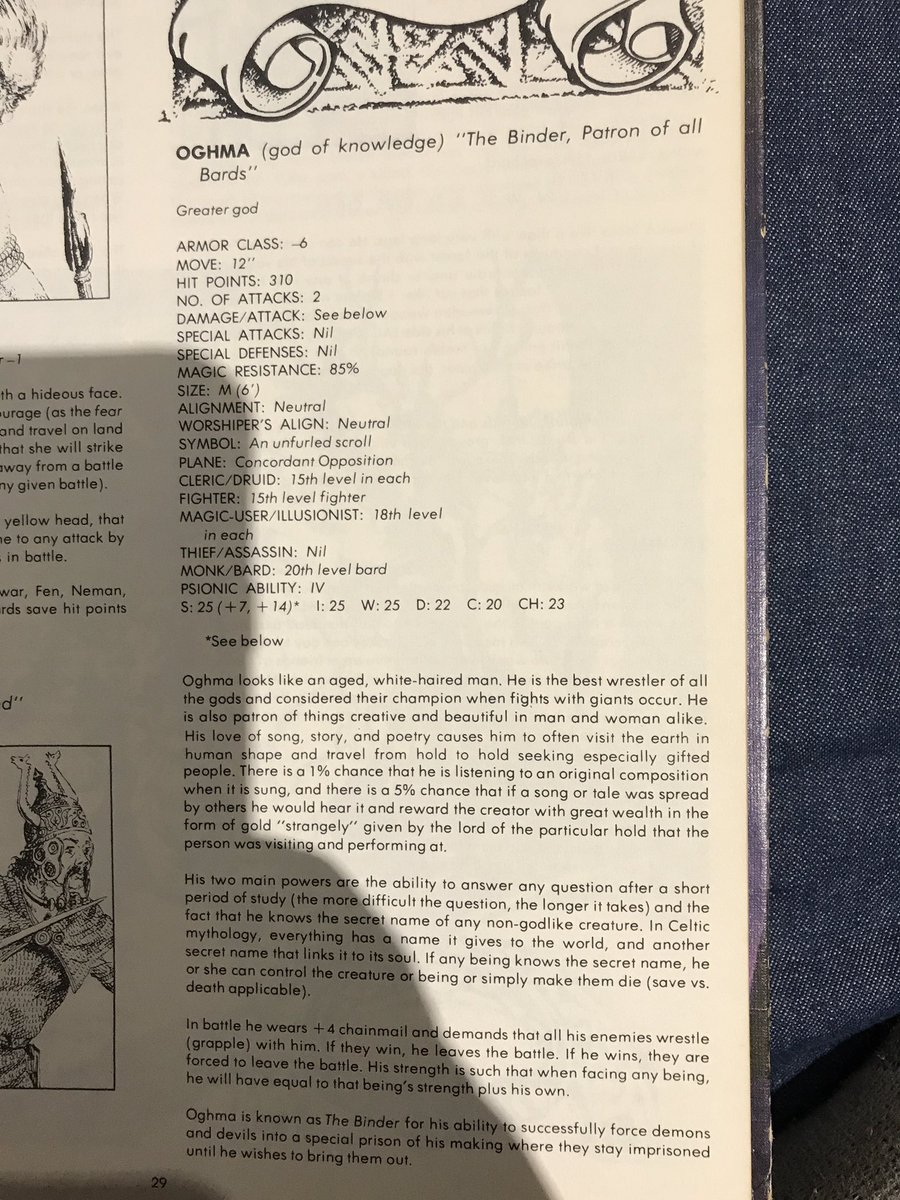 r –1
th a hideous face.
ourage (as the fear
and travel on land
that she will strike
away from a battle
ny given battle).
yellow head, that
ne to any attack by
s in battle.
war, Fen, Neman,
ards save hit points
d"
OGHMA (god of knowledge) "The Binder, Patron of all
Bards"
Greater god
ARMOR CLASS: –6
MOVE: 12"
HIT POINTS: 310
NO. OF ATTACKS: 2
DAMAGE/ATTACK: See below
SPECIAL ATTACKS: Nil
SPECIAL DEFENSES: Nil
MAGIC RESISTANCE: 85%
SIZE: M (6')
ALIGNMENT: Neutral
WORSHIPER'S ALIGN: Neutral
SYMBOL: An unfurled scroll
PLANE: Concordant Opposition
CLERIC/DRUID: 15th level in each
FIGHTER: 15th level fighter
MAGIC-USER/ILLUSIONIST: 18th level
in each
THIEF/ASSASSIN: Nil
MONK/BARD: 20th level bard
PSIONIC ABILITY: IV
S: 25 (+7, +14)* I: 25 W: 25 D: 22 C: 20 CH: 23
*See below
Oghma looks like an aged, white-haired man. He is the best wrestler of all
the gods and considered their champion when fights with giants occur. He
is also patron of things creative and beautiful in man and woman alike.
His love of song, story, and poetry causes him to often visit the earth in
human shape and travel from hold to hold seeking especially gifted
people. There is a 1% chance that he is listening to an original composition
when it is sung, and there is a 5% chance that if a song or tale was spread
by others he would hear it and reward the creator with great wealth in the
form of gold "strangely" given by the lord of the particular hold that the
person was visiting and performing at.
His two main powers are the ability to answer any question after a short
period of study (the more difficult the question, the longer it takes) and the
fact that he knows the secret name of any non-godlike creature. In Celtic
mythology, everything has a name it gives to the world, and another
secret name that links it to its soul. If any being knows the secret name, he
or she can control the creature or being or simply make them die (save vs.
death applicable).
In battle he wears +4 chainmail and demands that all his enemies wrestle
(grapple) with him. If they win, he leaves the battle. If he wins, they are
forced to leave the battle. His strength is such that when facing any being,
he will have equal to that being's strength plus his own.
Oghma is known as The Binder for his ability to successfully force demons
and devils into a special prison of his making where they stay imprisoned
until he wishes to bring them out.
29